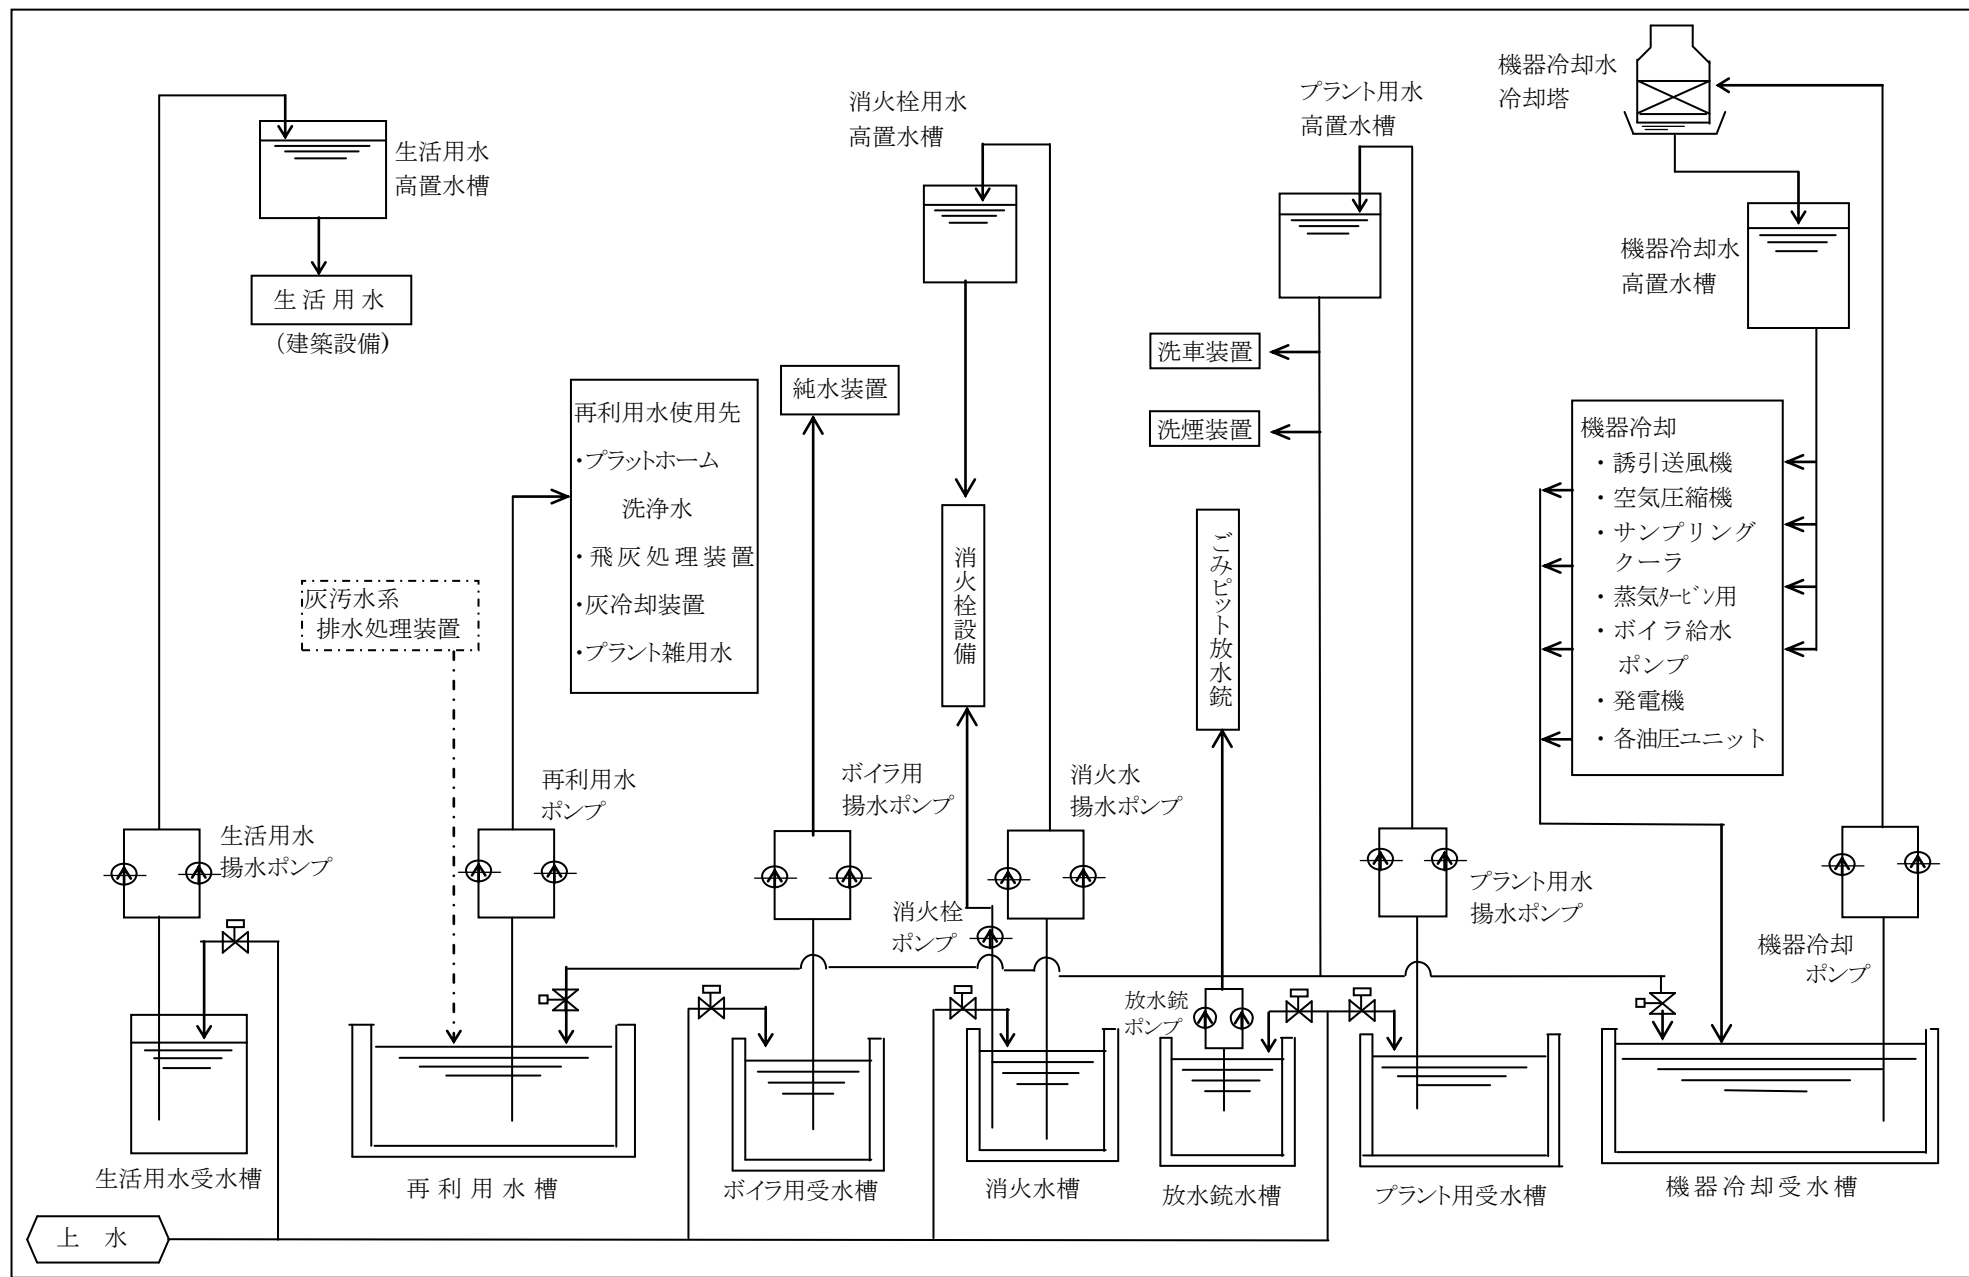 機器冷却水
冷却塔
消火栓用水
高置水槽
プラント用水
高置水槽
生活用水
高置水槽
機器冷却水
高置水槽
生活用水
(建築設備)
洗車装置
純水装置
洗煙装置
再利用水使用先
・プラットホーム
洗浄水
・飛灰処理装置
・灰冷却装置
・プラント雑用水
機器冷却
・誘引送風機
・空気圧縮機
・サンプリング
クーラ
・蒸気タービン用
・ボイラ給水
ポンプ
・発電機
・各油圧ユニット
消火栓設備
ごみピット放水銃
灰汚水系
排水処理装置
再利用水
ポンプ
ボイラ用
揚水ポンプ
消火水
揚水ポンプ
生活用水
揚水ポンプ
プラント用水
揚水ポンプ
消火栓
ポンプ
機器冷却
ポンプ
放水銃
ポンプ
生活用水受水槽
再利用水槽
ボイラ用受水槽
消火水槽
放水銃水槽
プラント用受水槽
機器冷却受水槽
上 水